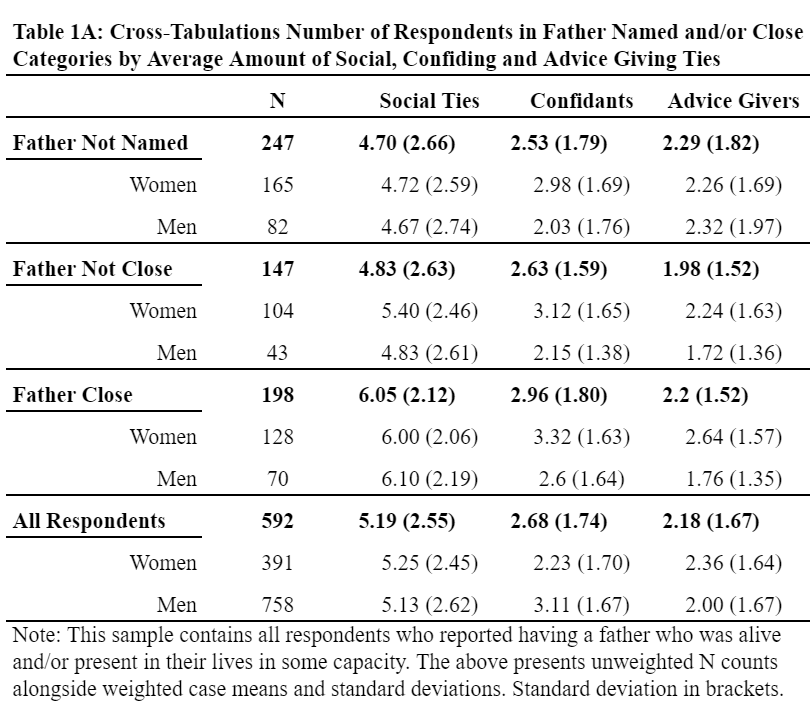 Table 1A: Cross-Tabulations Number of Respondents in Father Named and/or Close
Categories by Average Amount of Social, Confiding and Advice Giving Ties
N Social Ties Confidants Advice Givers
Father Not Named 247 4.70 (2.66) 2.53 (1.79) 2.29 (1.82)
Women 165 4.72 (2.59) 2.98 (1.69) 2.26 (1.69)
Men 82 4.67 (2.74) 2.03 (1.76) 2.32 (1.97)
Father Not Close 147 4.83 (2.63) 2.63 (1.59) 1.98 (1.52)
Women 104 5.40 (2.46) 3.12 (1.65) 2.24 (1.63)
Men 43 4.83 (2.61) 2.15 (1.38) 1.72 (1.36)
Father Close 198 6.05 (2.12) 2.96 (1.80) 2.2 (1.52)
Women 128 6.00 (2.06) 3.32 (1.63) 2.64 (1.57)
Men 70 6.10 (2.19) 2.6 (1.64) 1.76 (1.35)
All Respondents 592 5.19 (2.55) 2.68 (1.74) 2.18 (1.67)
Women 391 5.25 (2.45) 2.23 (1.70) 2.36 (1.64)
Men 758 5.13 (2.62) 3.11 (1.67) 2.00 (1.67)
Note: This sample contains all respondents who reported having a father who was alive
and/or present in their lives in some capacity. The above presents unweighted N counts
alongside weighted case means and standard deviations. Standard deviation in brackets.